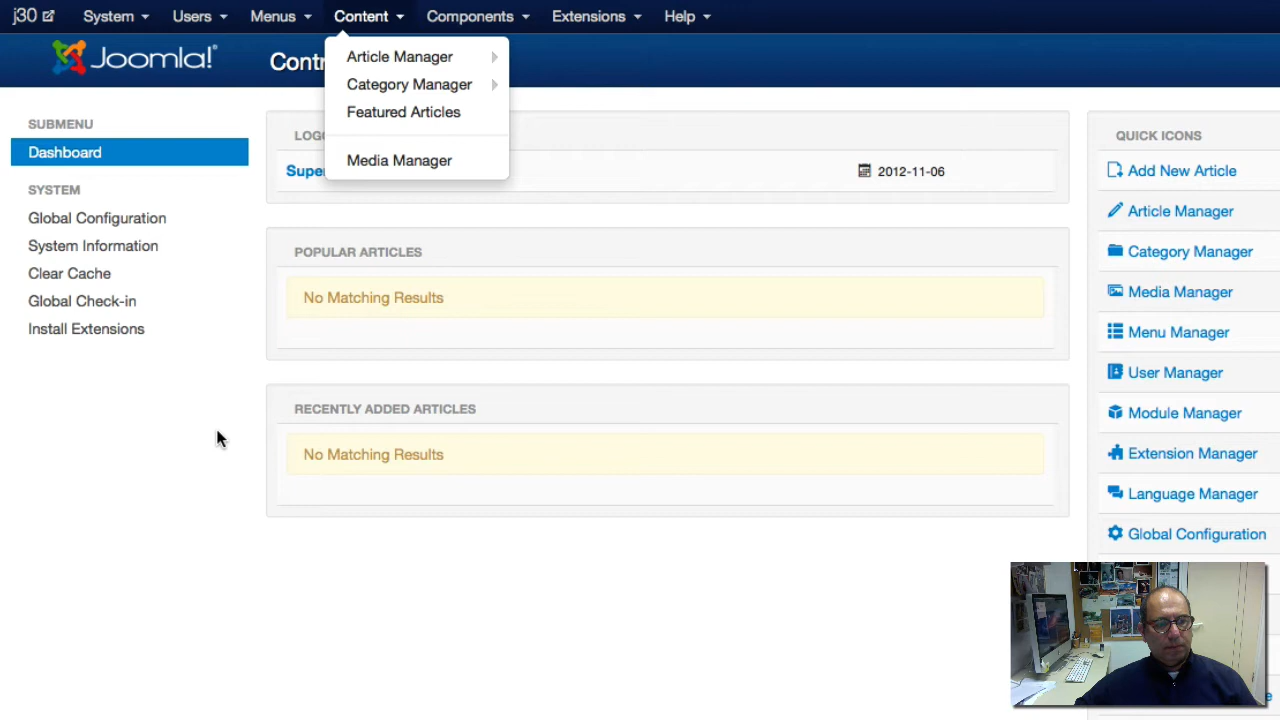 j30 System Users Menus Content Components Extensions Help
Joomla!® Contr
Article Manager
Category Manager
Featured Articles
Media Manager
SUBMENU
Dashboard
SYSTEM
Global Configuration
System Information
Clear Cache
Global Check-in
Install Extensions
LOGG
Super 2012-11-06
POPULAR ARTICLES
No Matching Results
RECENTLY ADDED ARTICLES
No Matching Results
QUICK ICONS
Add New Article
Article Manager
Category Manager
Media Manager
Menu Manager
User Manager
Module Manager
Extension Manager
Language Manager
Global Configuration